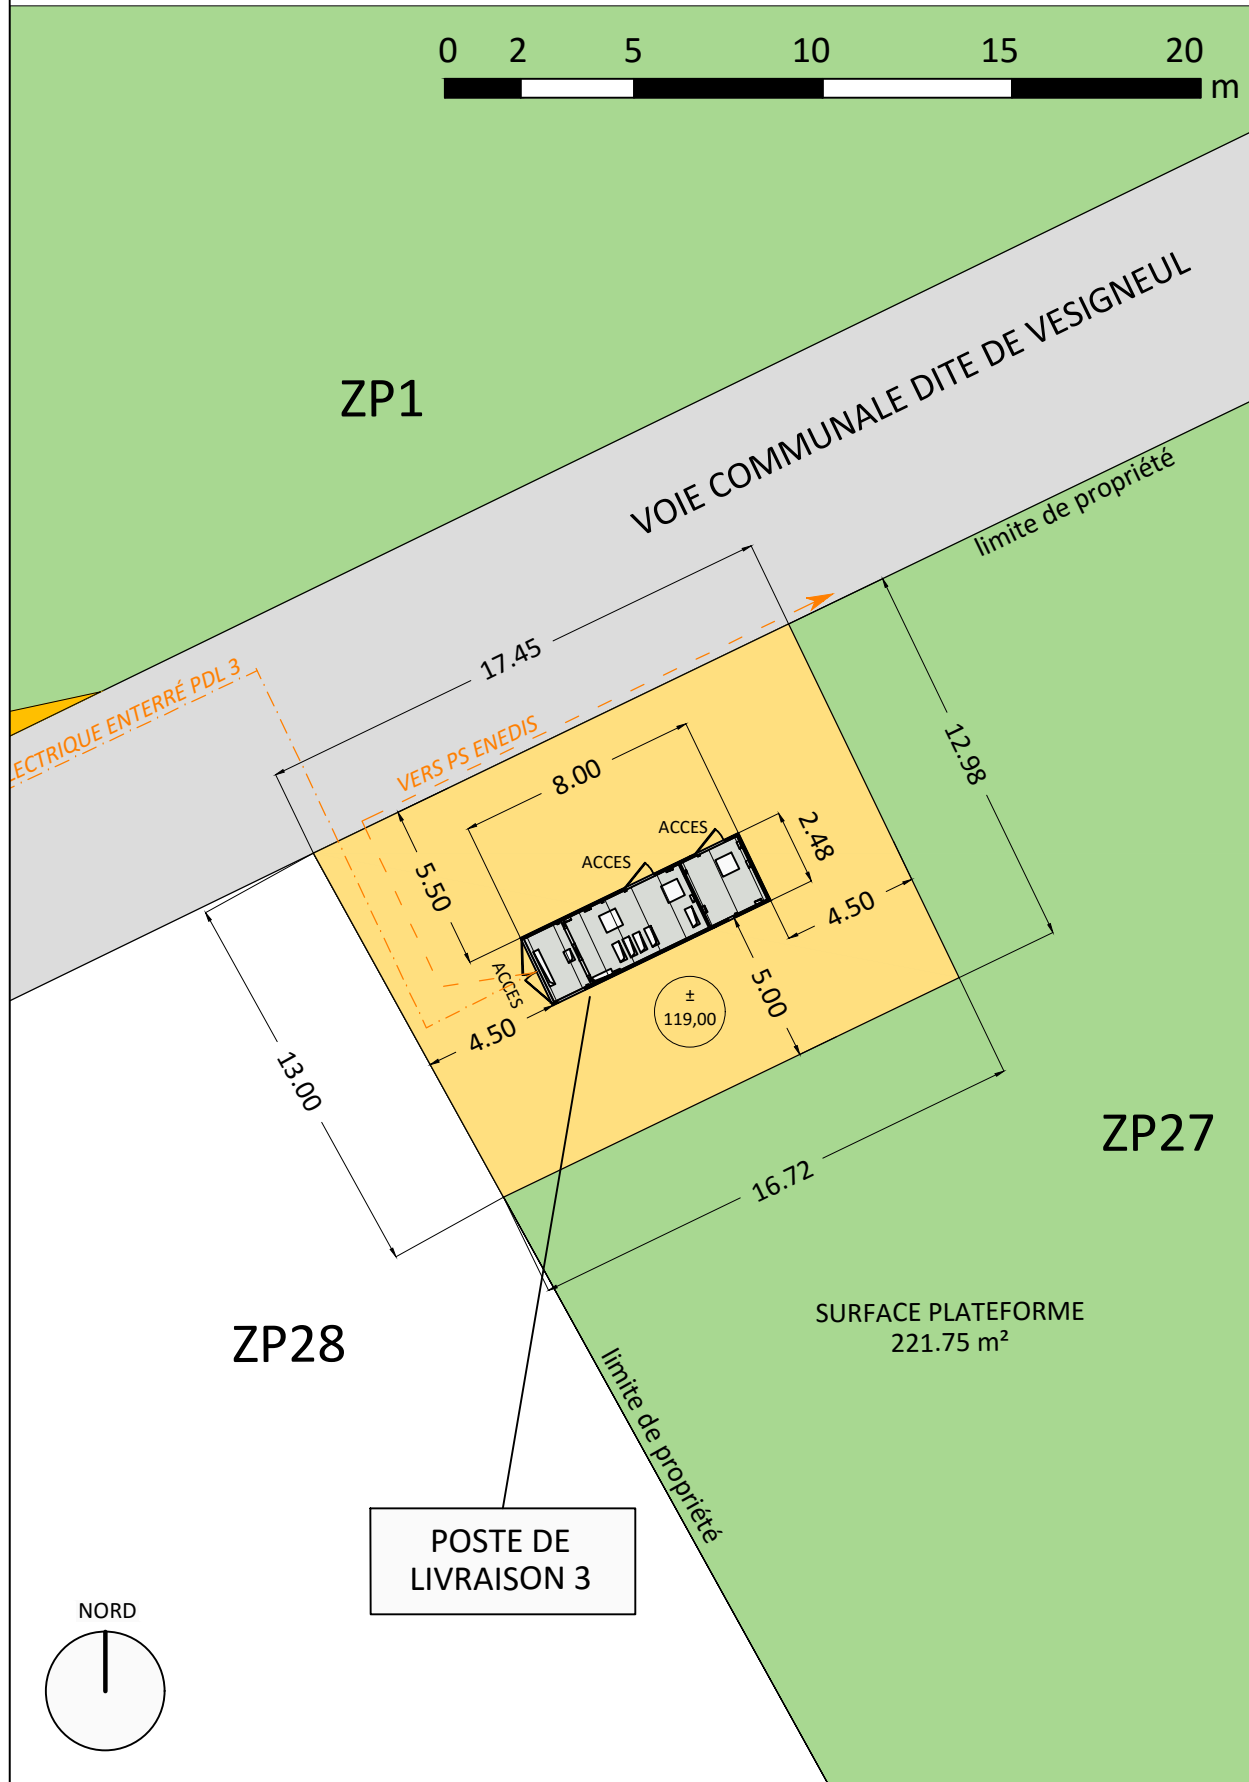 0 2 5 10 15 20
m
ZP1
VOIE COMMUNALE DITE DE VESIGNEUL
limite de propriété
17.45
LECTRIQUE ENTERRÉ PDL 3
VERS PS ENEDIS
8.00
12.98
5.50
ACCES
ACCES
2.48
4.50
ACCES
4.50
5.00
±
119,00
13.00
ZP27
16.72
SURFACE PLATEFORME
221.75 m²
ZP28
limite de propriété
POSTE DE
LIVRAISON 3
NORD